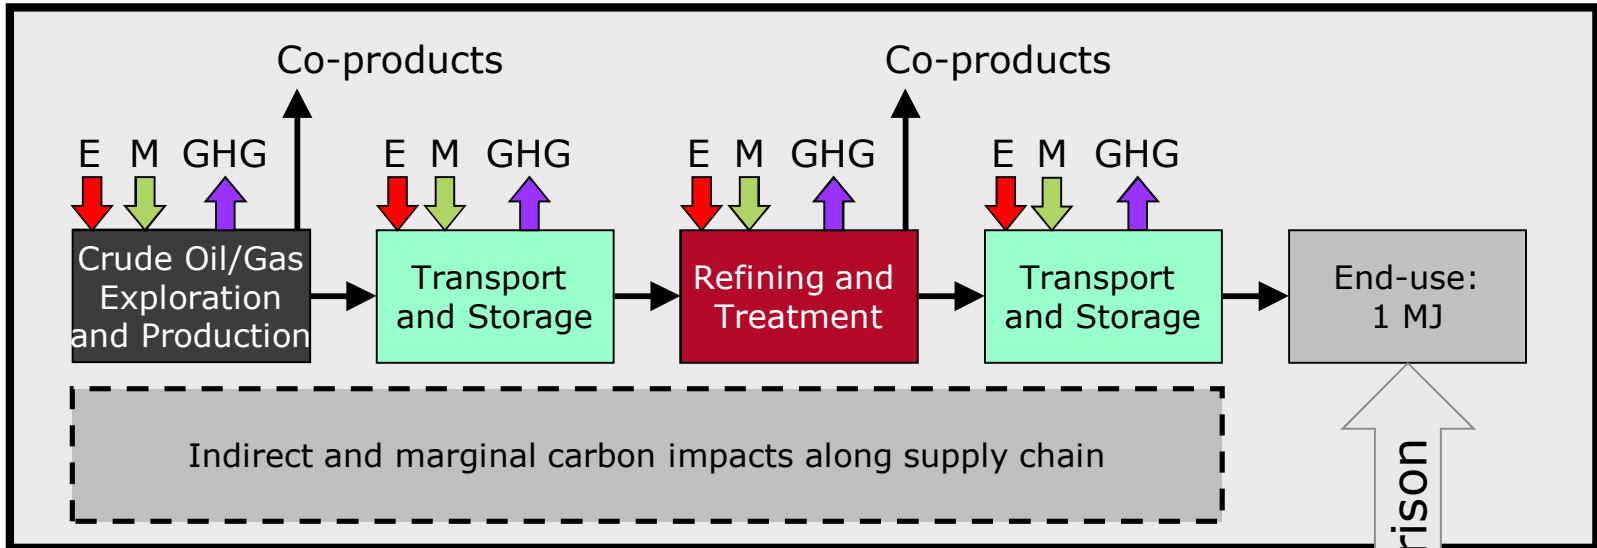 Co-products
Co-products
E M GHG
E M GHG
E M GHG
E M GHG
Crude Oil/Gas
Exploration
and Production
Transport
and Storage
Refining and
Treatment
Transport
and Storage
End-use:
1 MJ
Indirect and marginal carbon impacts along supply chain
rison